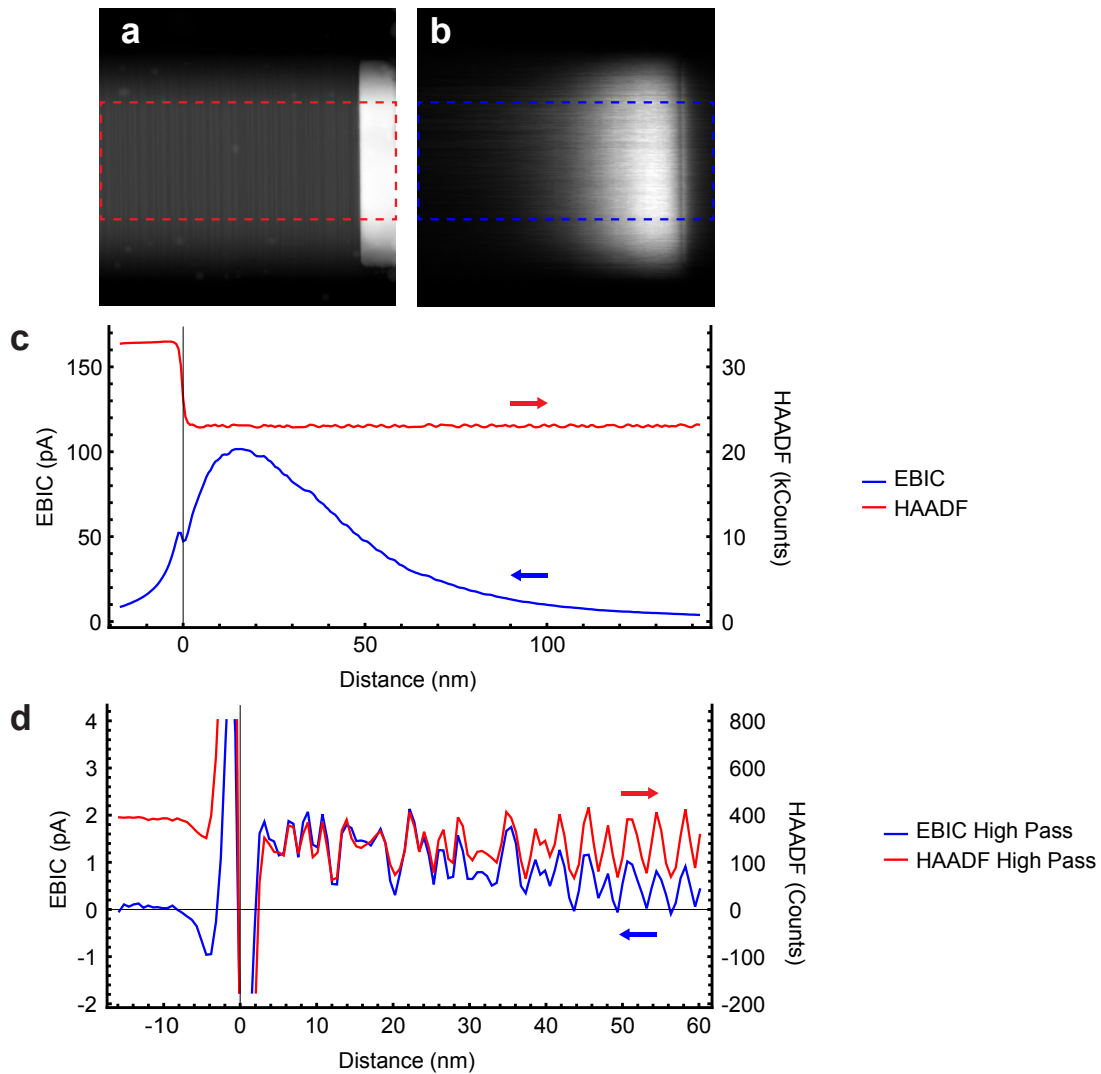 a
b
c
150
100
50
0
EBIC (pA)
30
20
10
0
HAADF (kCounts)
0
50
100
Distance (nm)
EBIC
HAADF
d
4
3
2
1
0
-1
-2
EBIC (pA)
800
600
400
100
0
-100
-200
HAADF (Counts)
-10
0
10
20
30
40
50
60
Distance (nm)
EBIC High Pass
HAADF High Pass